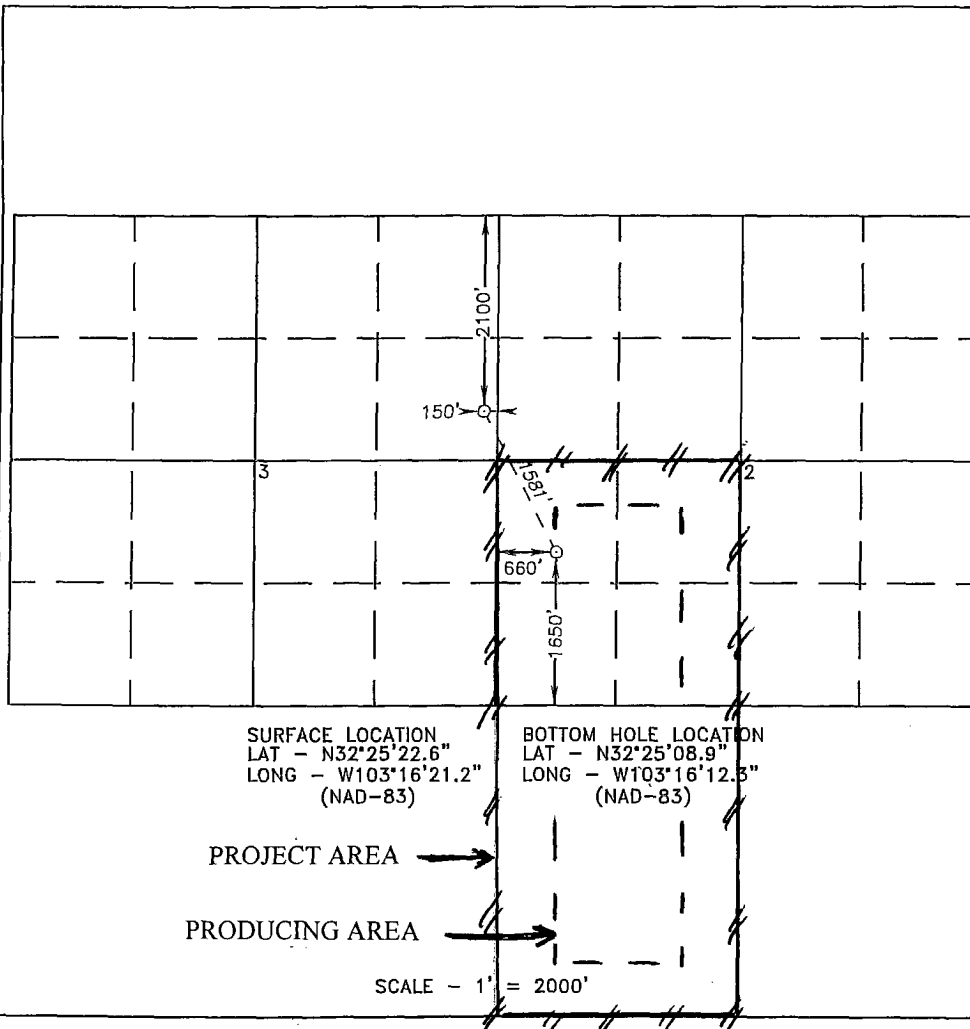 2100'
150'
3
2
1581'
660'
1650'
SURFACE LOCATION
LAT - N32°25'22.6"
LONG - W103°16'21.2"
(NAD-83)
BOTTOM HOLE LOCATION
LAT - N32°25'08.9"
LONG - W103°16'12.3"
(NAD-83)
PROJECT AREA
PRODUCING AREA
SCALE - 1' = 2000'